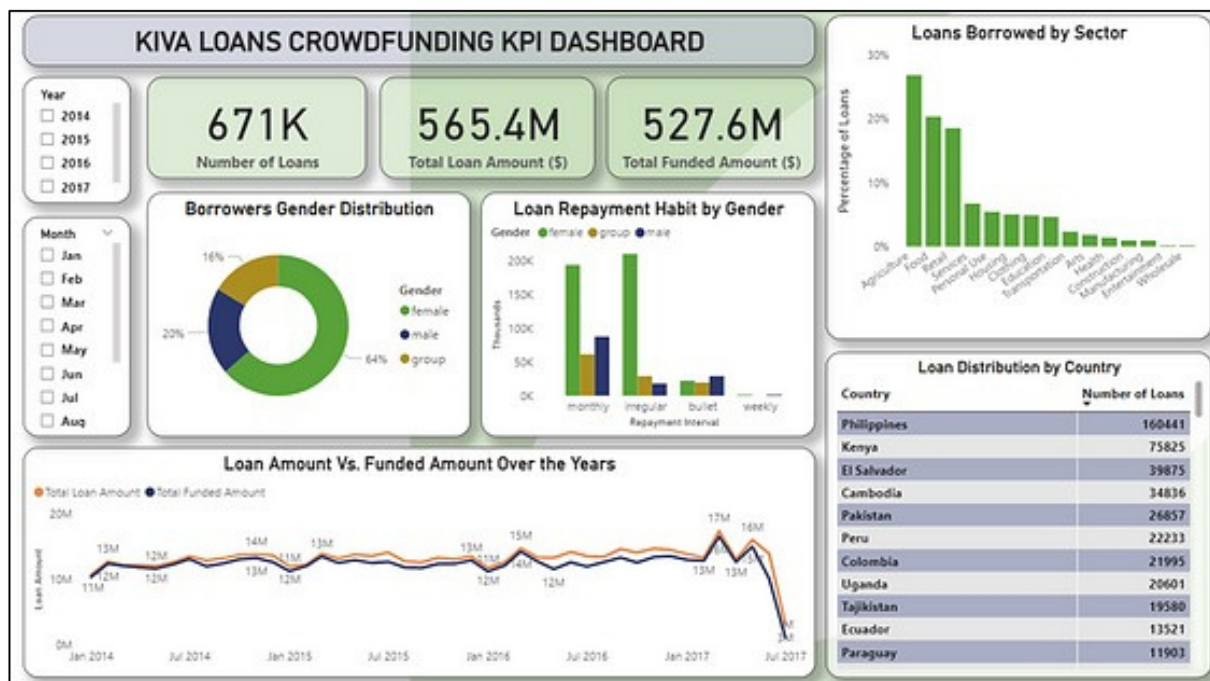 KIVA LOANS CROWDFUNDING KPI DASHBOARD
Year
2014
2015
2016
2017
671K
Number of Loans
565.4M
Total Loan Amount ($)
527.6M
Total Funded Amount ($)
Month
Jan
Feb
Mar
Apr
May
Jun
Jul
Aug
Borrowers Gender Distribution
16%
20%
64%
Gender
female
male
group
Loan Repayment Habit by Gender
Gender female group male
Thousands
200K
150K
100K
50K
0K
monthly irregular bullet weekly
Repayment Interval
Loans Borrowed by Sector
Percentage of Loans
30%
20%
10%
0%
Agriculture
Food
Retail
Services
Personal Use
Housing
Clothing
Education
Transportation
Arts
Health
Construction
Manufacturing
Entertainment
Wholesale
Loan Amount Vs. Funded Amount Over the Years
Total Loan Amount Total Funded Amount
Loan Amount
20M
10M
0M
11M
13M
12M
12M
12M
14M
13M
11M
12M
13M
13M
11M
12M
15M
14M
12M
13M
17M
13M
16M
Jan 2014 Jul 2014 Jan 2015 Jul 2015 Jan 2016 Jul 2016 Jan 2017 Jul 2017
Loan Distribution by Country
Country Number of Loans
Philippines 160441
Kenya 75825
El Salvador 39875
Cambodia 34836
Pakistan 26857
Peru 22233
Colombia 21995
Uganda 20601
Tajikistan 19580
Ecuador 13521
Paraguay 11903